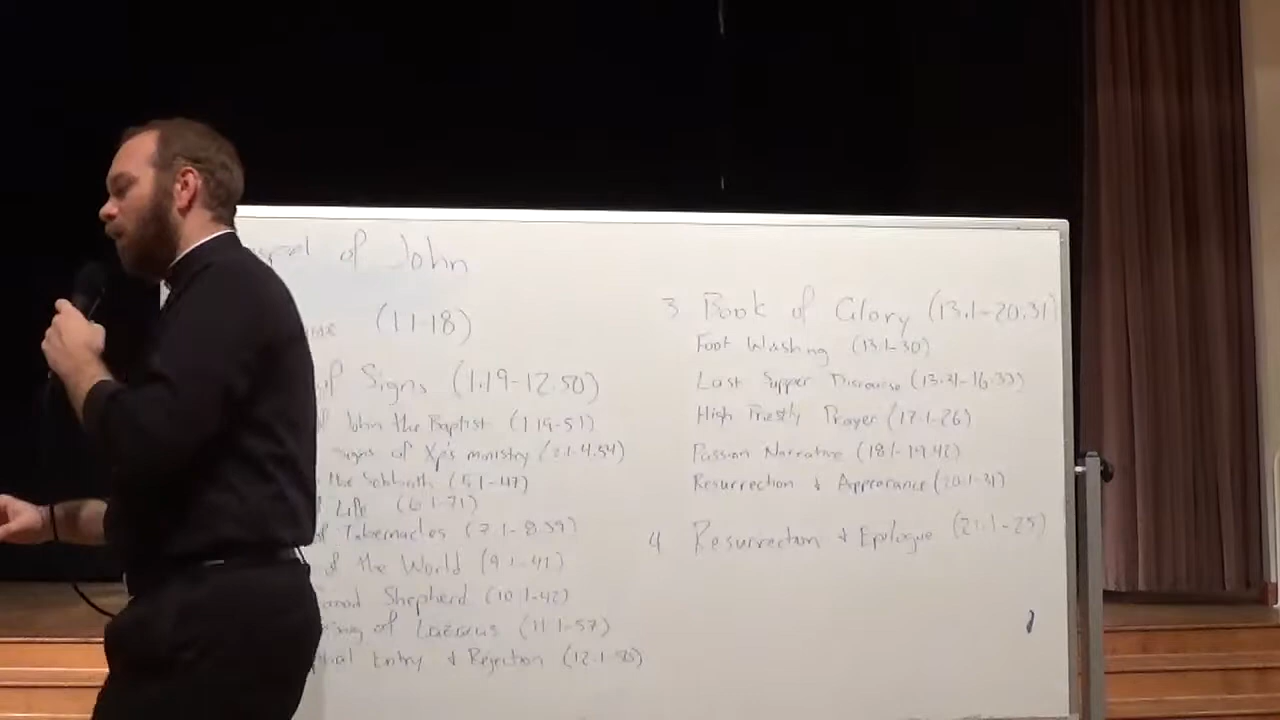 of John
(1.1-18)
of Signs (1.19-12.50)
John the Baptist (1.19-51)
signs of Xp's ministry (2.1-4.54)
the Sabbath (5.1-47)
Life (6.1-71)
Tabernacles (7.1-8.59)
the World (9.1-41)
Shepherd (10.1-42)
of Lazarus (11.1-57)
Entry & Rejection (12.1-50)
3 Book of Glory (13.1-20.31)
Foot Washing (13.1-30)
Last Supper Discourse (13.31-16.33)
High Priestly Prayer (17.1-26)
Passion Narrative (18.1-19.42)
Resurrection & Appearance (20.1-31)
4 Resurrection & Epilogue (21.1-25)